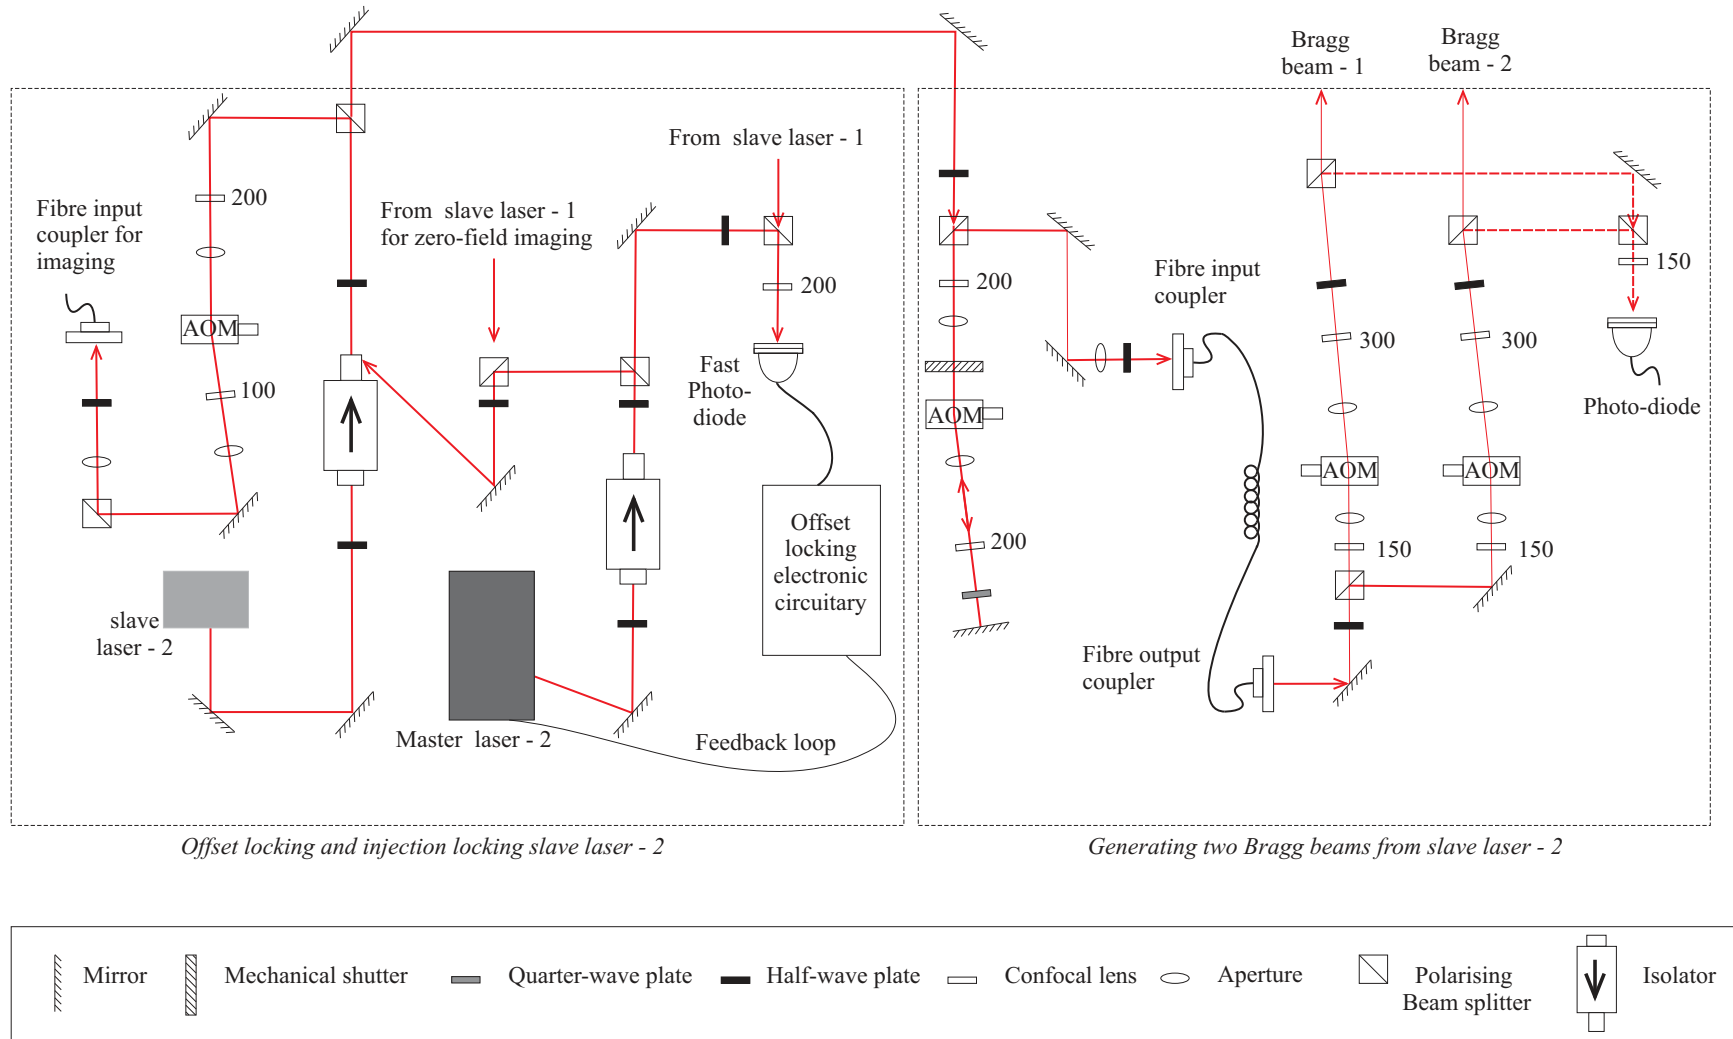 Bragg
beam - 1
Bragg
beam - 2
From slave laser - 1
200
Fibre input
coupler for
imaging
From slave laser - 1
for zero-field imaging
200
AOM
100
Fast
Photo-
diode
Offset
locking
electronic
circuitary
slave
laser - 2
Master laser - 2
Feedback loop
200
Fibre input
coupler
AOM
200
Fibre output
coupler
300
300
150
Photo-diode
AOM
AOM
150
150
Offset locking and injection locking slave laser - 2
Generating two Bragg beams from slave laser - 2
Mirror
Mechanical shutter
Quarter-wave plate
Half-wave plate
Confocal lens
Aperture
Polarising
Beam splitter
Isolator